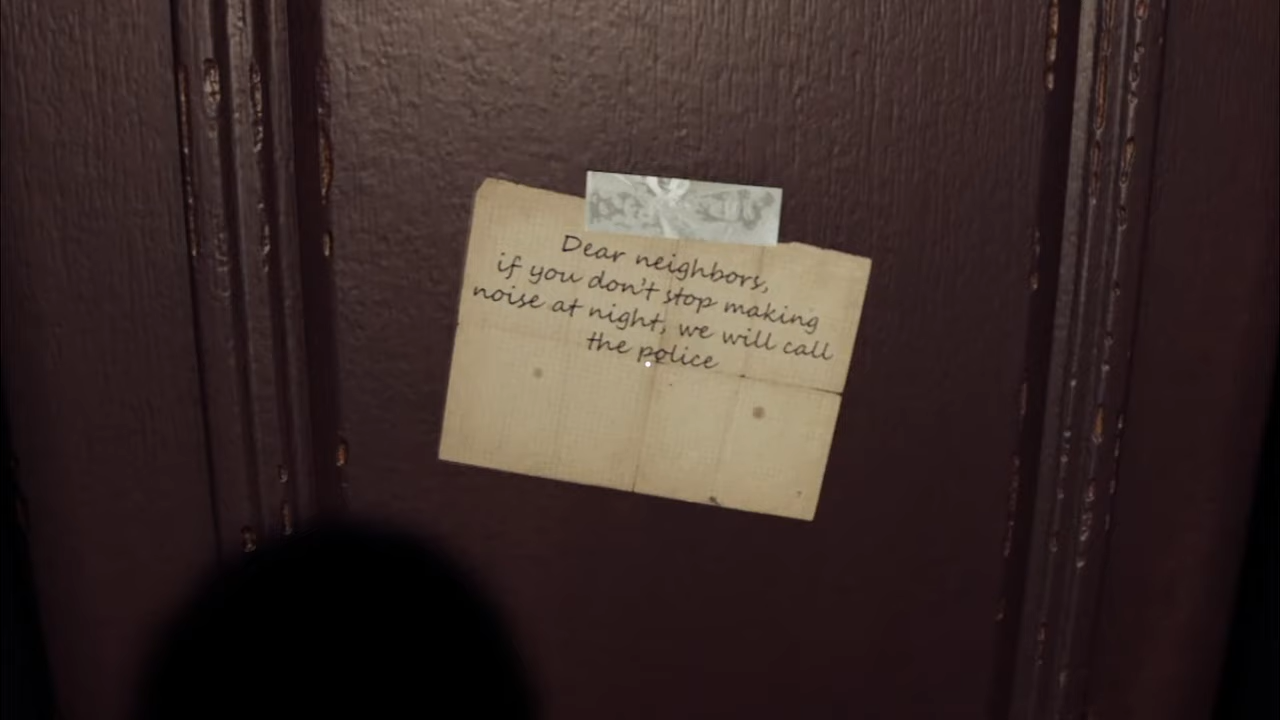 Dear neighbors,
if you don't stop making
noise at night, we will call
the police